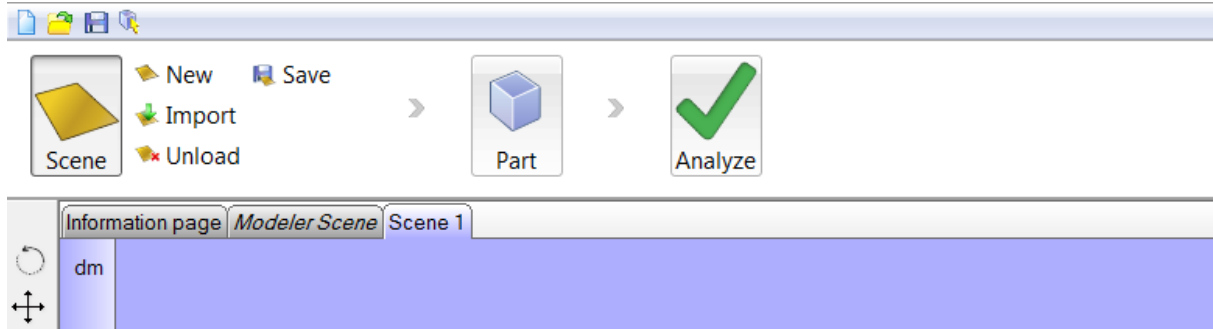 New Save
Import
Unload
Scene Part Analyze
Information page Modeler Scene Scene 1
dm